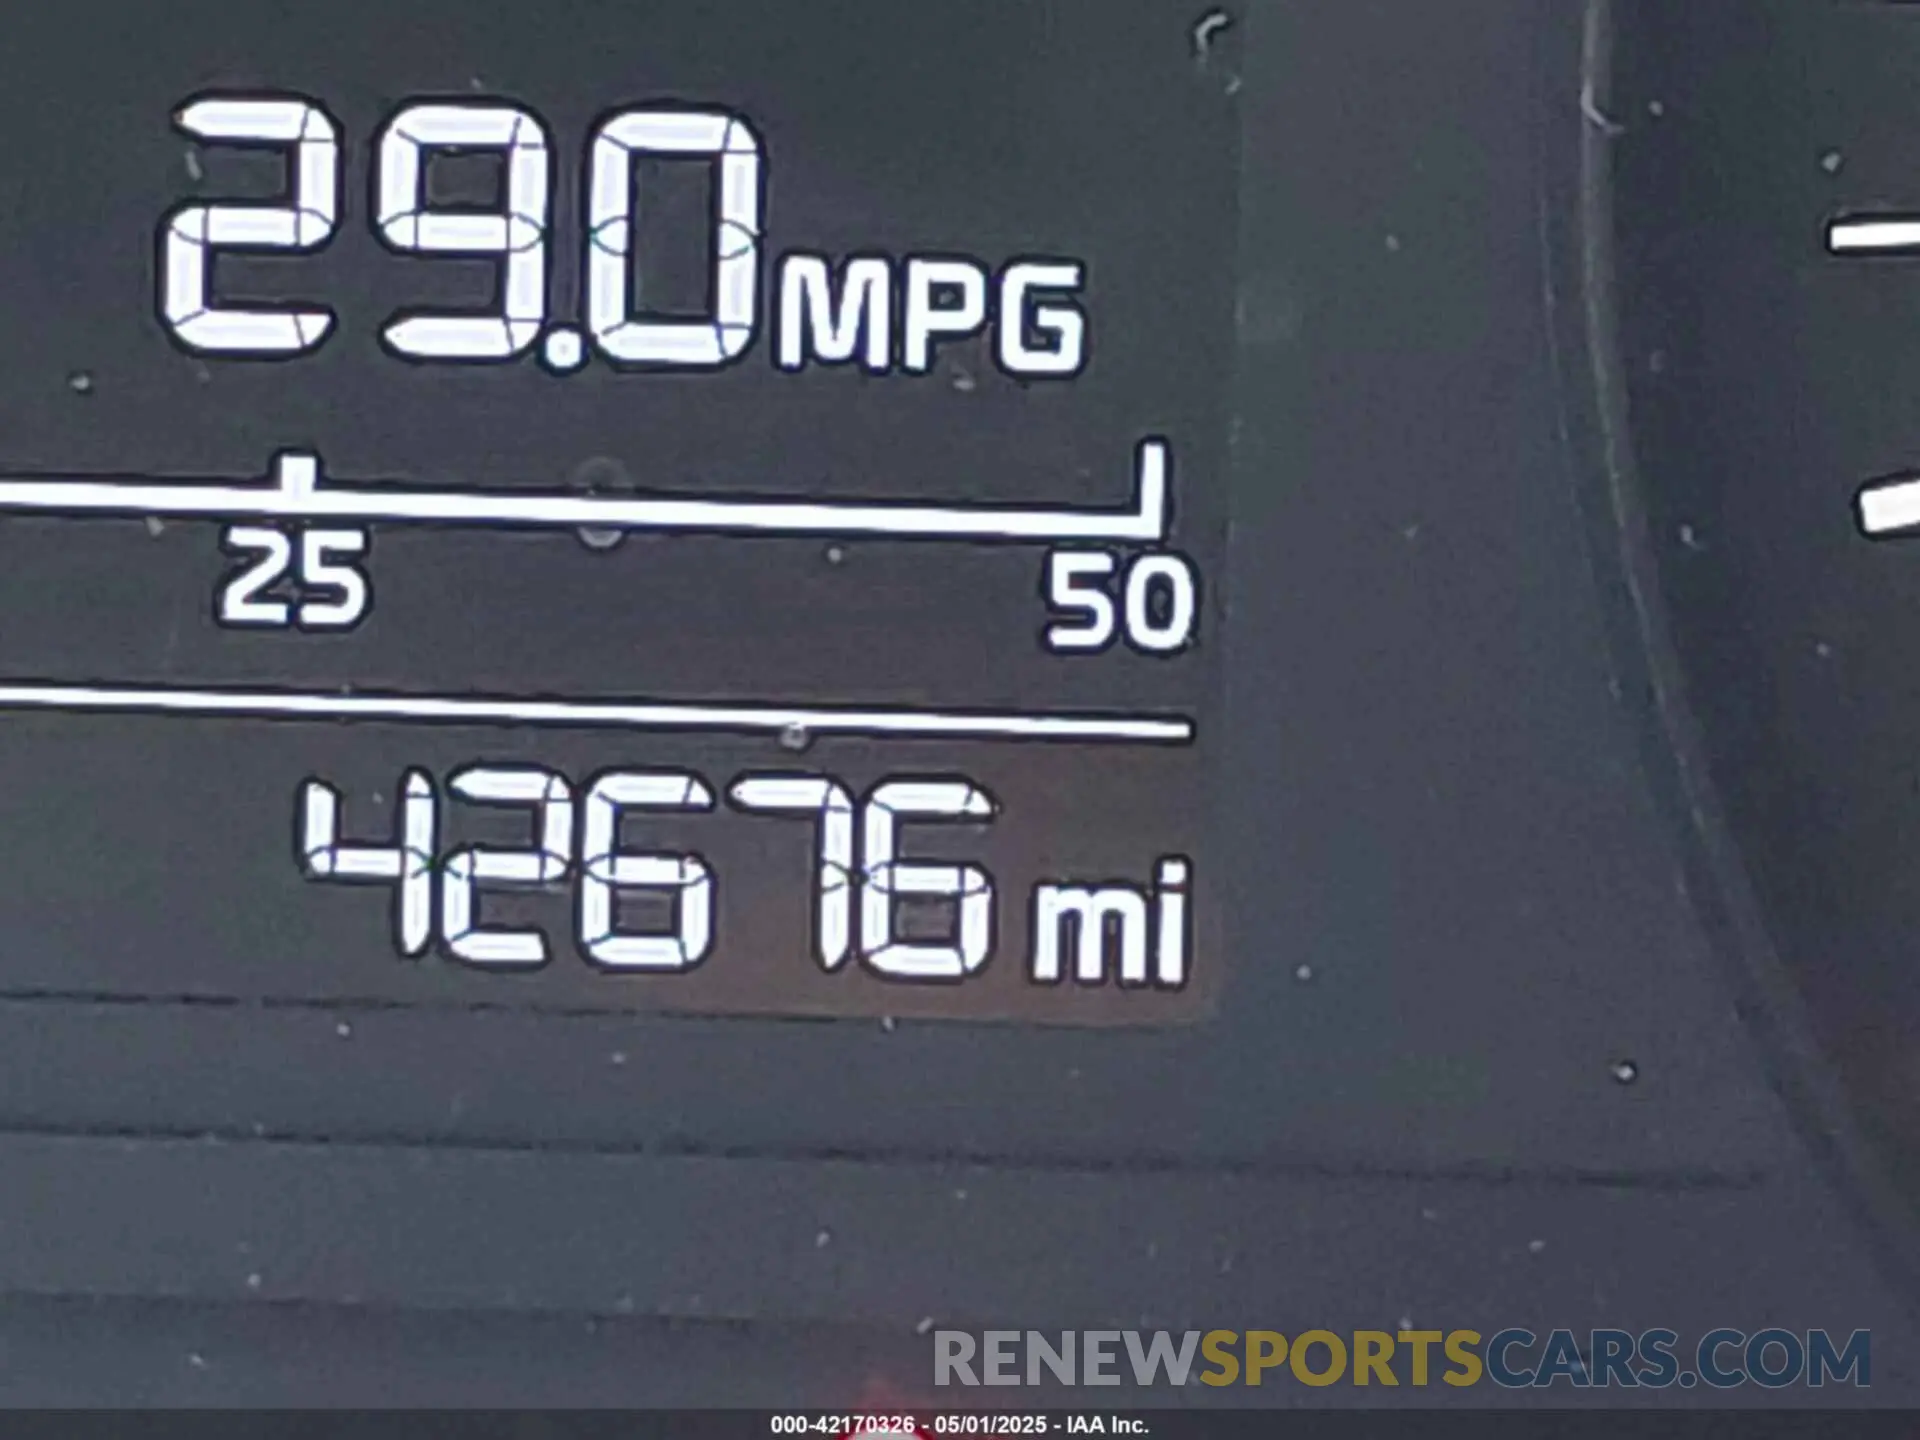 29.0 MPG
25 50
42676 mi
RENEWSPORTSCARS.COM
000-42170326 - 05/01/2025 - IAA Inc.